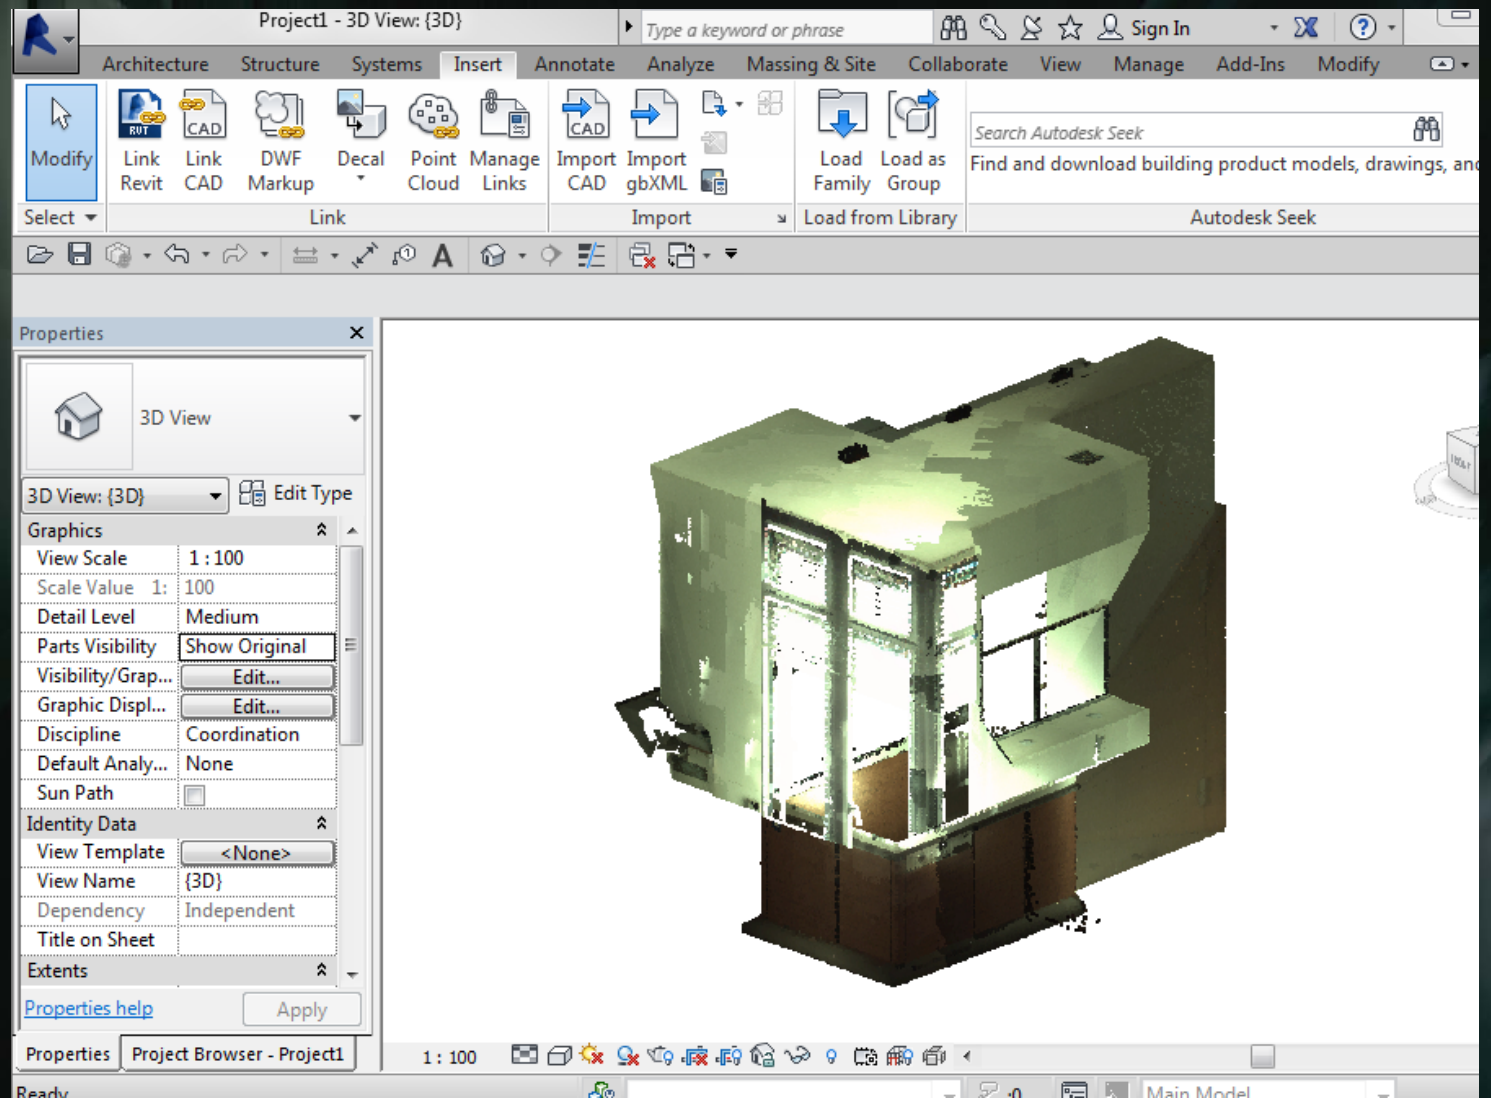 Project1 - 3D View: {3D}
Type a keyword or phrase
Sign In
Architecture Structure Systems Insert Annotate Analyze Massing & Site Collaborate View Manage Add-Ins Modify
Modify
Link Revit
Link CAD
DWF Markup
Decal
Point Cloud
Manage Links
Import CAD
Import gbXML
Load Family
Load as Group
Search Autodesk Seek
Find and download building product models, drawings, and
Select
Link
Import
Load from Library
Autodesk Seek
Properties
3D View
3D View: {3D}
Edit Type
Graphics
View Scale 1 : 100
Scale Value 1: 100
Detail Level Medium
Parts Visibility Show Original
Visibility/Grap... Edit...
Graphic Displ... Edit...
Discipline Coordination
Default Analy... None
Sun Path
Identity Data
View Template <None>
View Name {3D}
Dependency Independent
Title on Sheet
Extents
Properties help
Apply
Properties
Project Browser - Project1
1 : 100
Ready
:0
Main Model